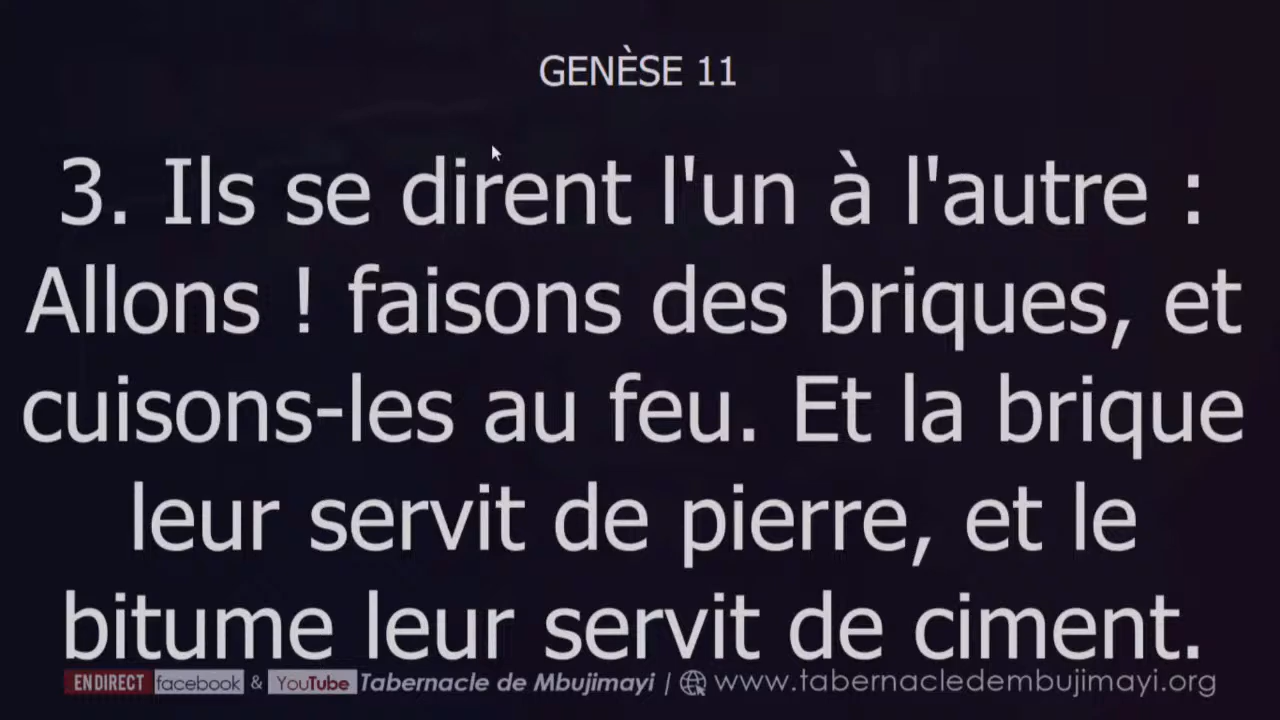 GENÈSE 11
3. Ils se dirent l'un à l'autre :
Allons ! faisons des briques, et
cuisons-les au feu. Et la brique
leur servit de pierre, et le
bitume leur servit de ciment.
EN DIRECT facebook & YouTube Tabernacle de Mbujimayi | www.tabernacledembujimayi.org